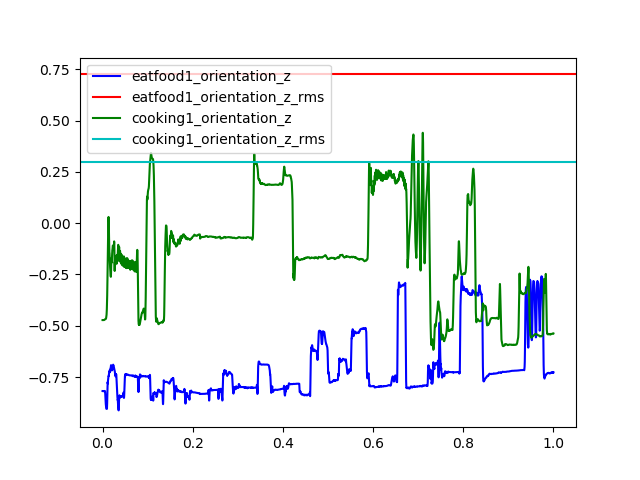 eatfood1_orientation_z
eatfood1_orientation_z_rms
cooking1_orientation_z
cooking1_orientation_z_rms
0.75
0.50
0.25
0.00
−0.25
−0.50
−0.75
0.0 0.2 0.4 0.6 0.8 1.0